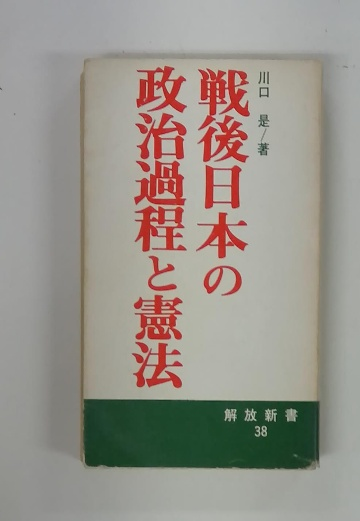 川口 是/著
戦後日本の
政治過程と憲法
解放新書
38